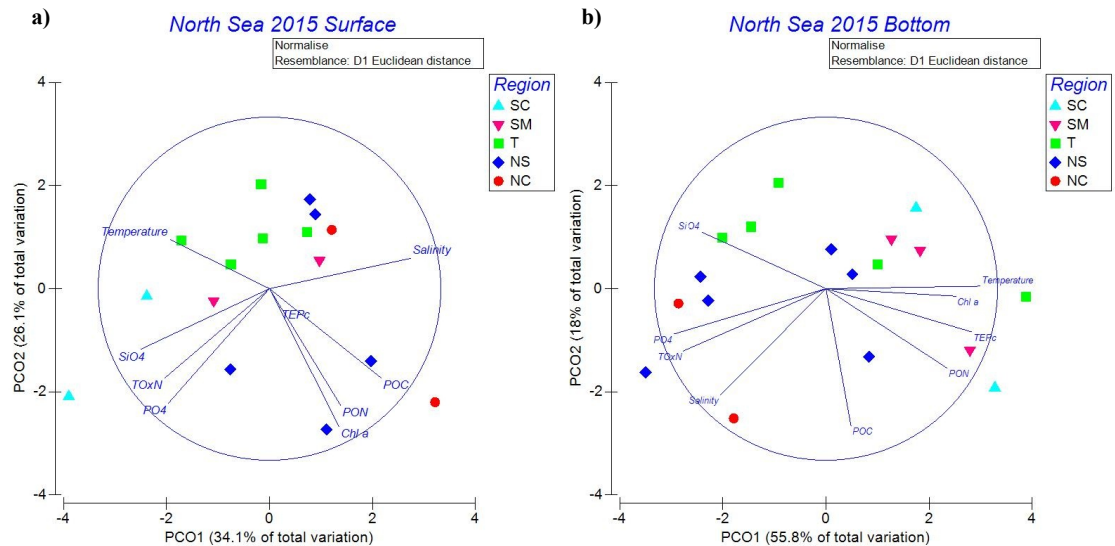 a)
North Sea 2015 Surface
Normalise
Resemblance: D1 Euclidean distance
Region
SC
SM
T
NS
NC
PCO2 (26.1% of total variation)
4
2
0
-2
-4
Temperature
Salinity
TEPc
SiO4
TOxN
PO4
POC
PON
Chl a
-4
-2
0
2
4
PCO1 (34.1% of total variation)
b)
North Sea 2015 Bottom
Normalise
Resemblance: D1 Euclidean distance
Region
SC
SM
T
NS
NC
PCO2 (18% of total variation)
4
2
0
-2
-4
SiO4
Temperature
Chl a
TEPc
PO4
TOxN
PON
Salinity
POC
-4
-2
0
2
4
PCO1 (55.8% of total variation)